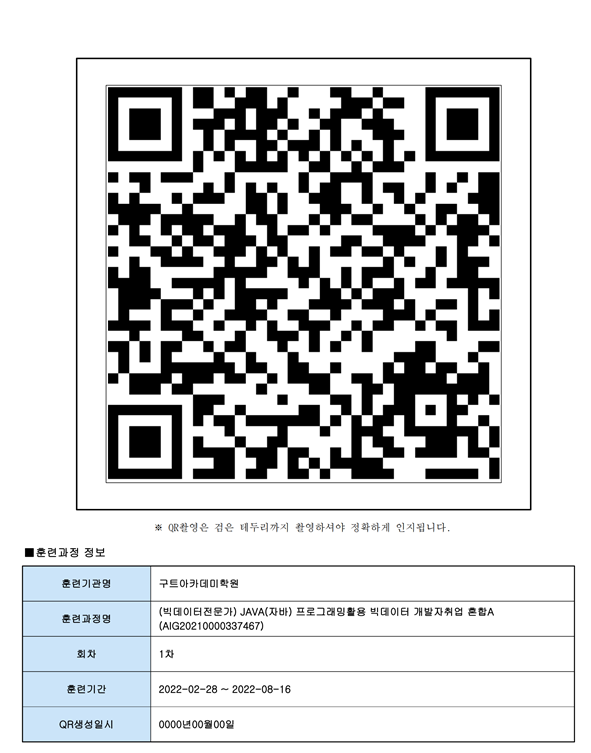 ※ QR촬영은 검은 테두리까지 촬영하셔야 정확하게 인지됩니다.
■훈련과정 정보
훈련기관명 구트아카데미학원
훈련과정명 (빅데이터전문가) JAVA(자바) 프로그래밍활용 빅데이터 개발자취업 혼합A
(AIG20210000337467)
회차 1차
훈련기간 2022-02-28 ~ 2022-08-16
QR생성일시 0000년00월00일